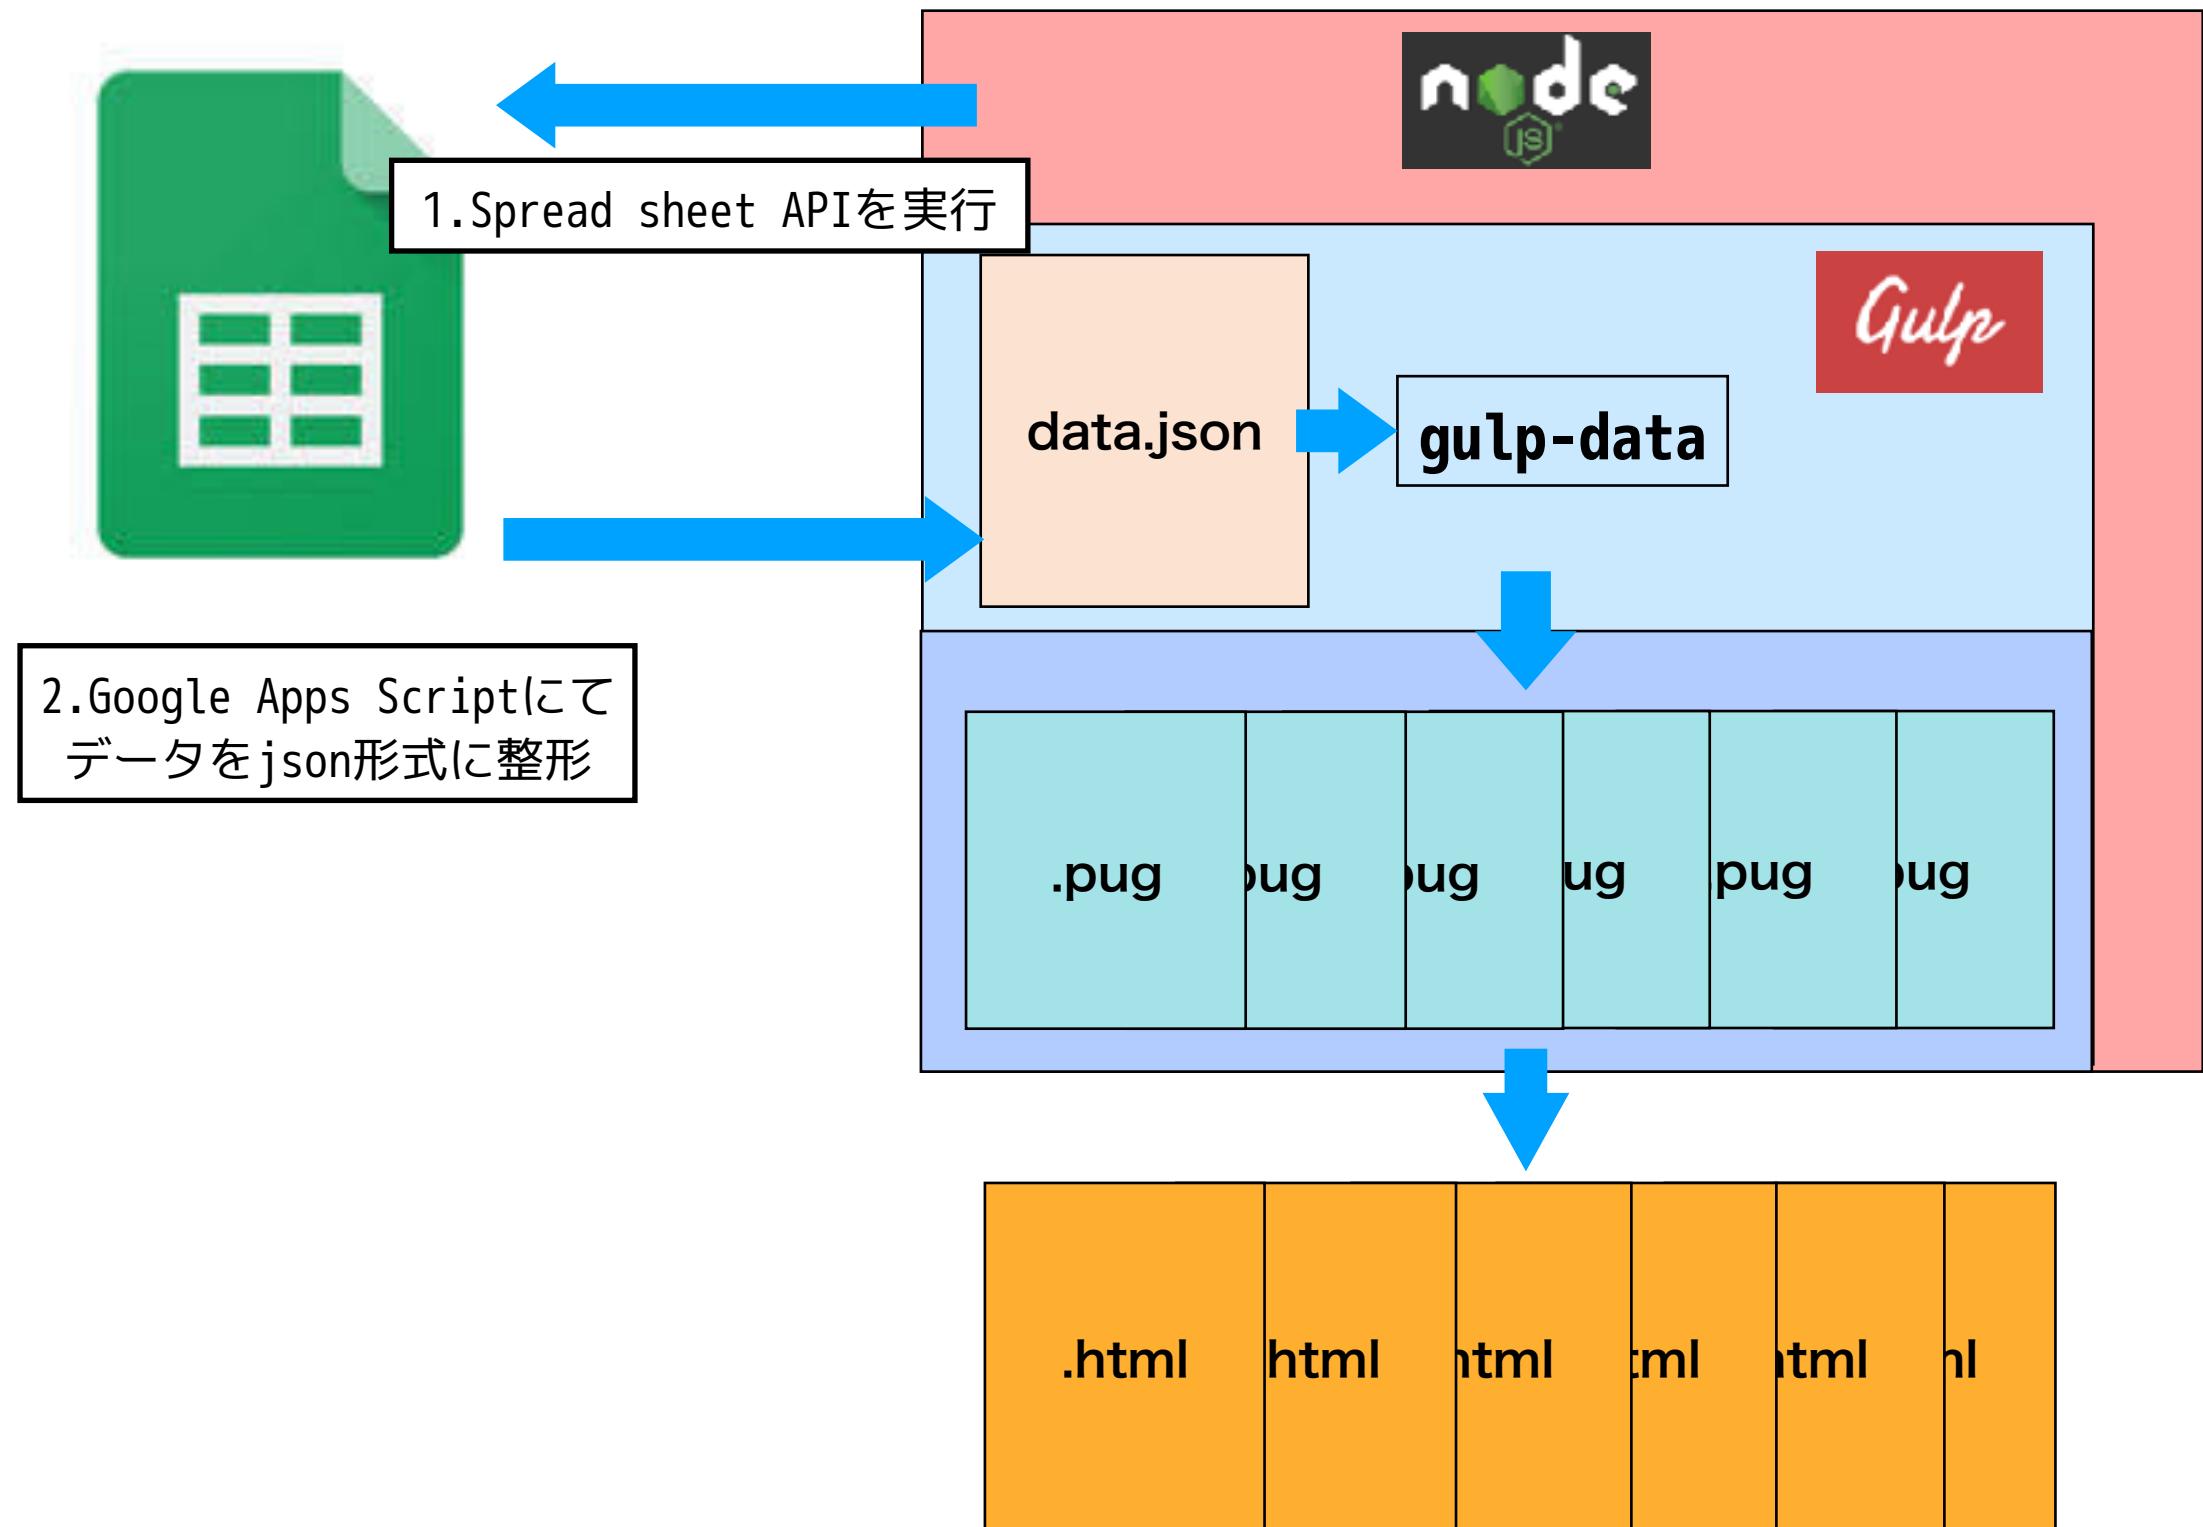 node
JS
1.Spread sheet APIを実行
Gulp
data.json
gulp-data
2.Google Apps Scriptにて
データをjson形式に整形
.pug
pug
pug
ug
.pug
pug
.html
html
html
tml
html
ml